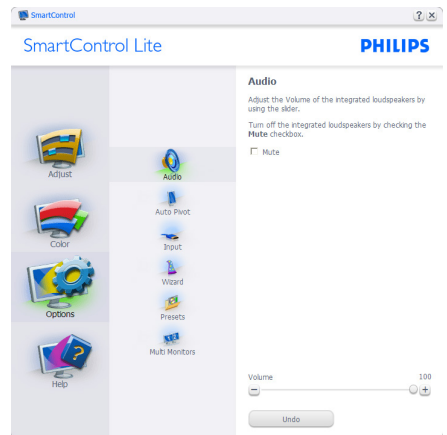 SmartControl
SmartControl Lite
PHILIPS
Adjust
Color
Options
Help
Audio
Auto Pivot
Input
Wizard
Presets
Multi Monitors
Audio
Adjust the Volume of the integrated loudspeakers by
using the slider.
Turn off the integrated loudspeakers by checking the
Mute checkbox.
Mute
Volume 100
Undo